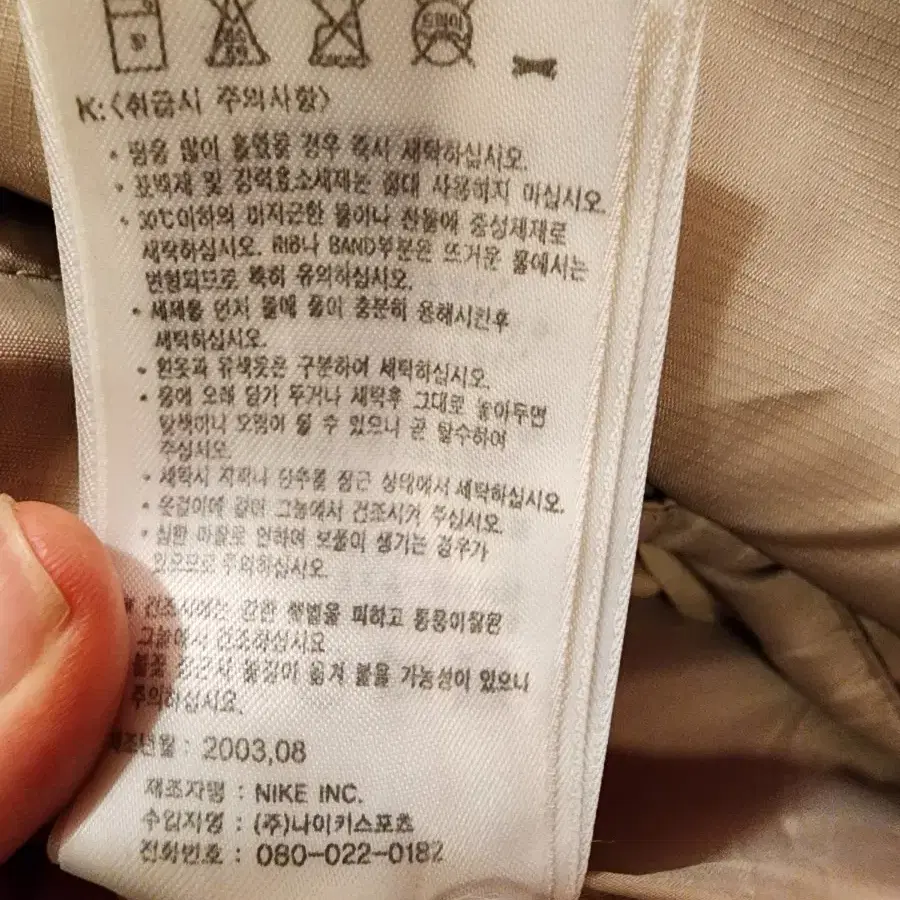 드라이
K:<취급시 주의사항>
• 땀을 많이 흘렸을 경우 즉시 세탁하십시오.
• 표백제 및 강력효소세제는 절대 사용하지 마십시오.
• 30℃이하의 미지근한 물이나 찬물에 중성세제로
세탁하십시오. RIB나 BAND부분은 뜨거운 물에서는
변형되므로 특히 유의하십시오.
• 세제를 먼저 물에 풀어 충분히 용해시킨후
세탁하십시오.
• 흰옷과 유색옷은 구분하여 세탁하십시오.
• 물에 오래 담가 두거나 세탁후 그대로 놓아두면
탈색이나 오염이 될 수 있으니 곧 탈수하여
주십시오.
• 세탁시 지퍼나 단추를 잠근 상태에서 세탁하십시오.
• 옷걸이에 걸어 그늘에서 건조시켜 주십시오.
• 심한 마찰로 인하여 보풀이 생기는 경우가
있으므로 주의하십시오.
건조시에는 강한 햇볕을 피하고 통풍이잘된
그늘에서 건조하십시오
불꽃 접근시 불길이 옮겨 붙을 가능성이 있으니
주의하십시오.
제조년월 : 2003,08
제조자명 : NIKE INC.
수입자명 : (주)나이키스포츠
전화번호 : 080-022-0182